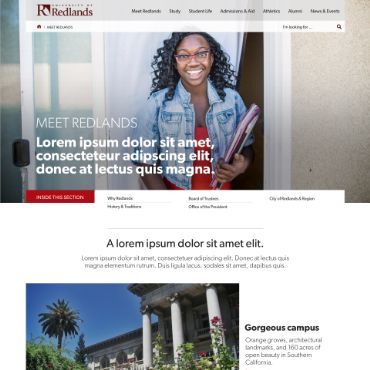 UNIVERSITY OF
Redlands
Meet Redlands Study Student Life Admissions & Aid Athletics Alumni News & Events
MEET REDLANDS
I'm looking for...
MEET REDLANDS
Lorem ipsum dolor sit amet,
consecteteur adipscing elit,
donec at lectus quis magna.
INSIDE THIS SECTION
Why Redlands Board of Trustees City of Redlands & Region
History & Traditions Office of the President
A lorem ipsum dolor sit amet elit.
Lorem ipsum dolor sit amet, consectetur adipiscing elit. Donec at lectus quis
magna elementum rutrum. Duis ligula lacus, sodales sit amet, dapibus quis.
Gorgeous campus
Orange groves, architectural
landmarks, and 160 acres of
open beauty in Southern
California.